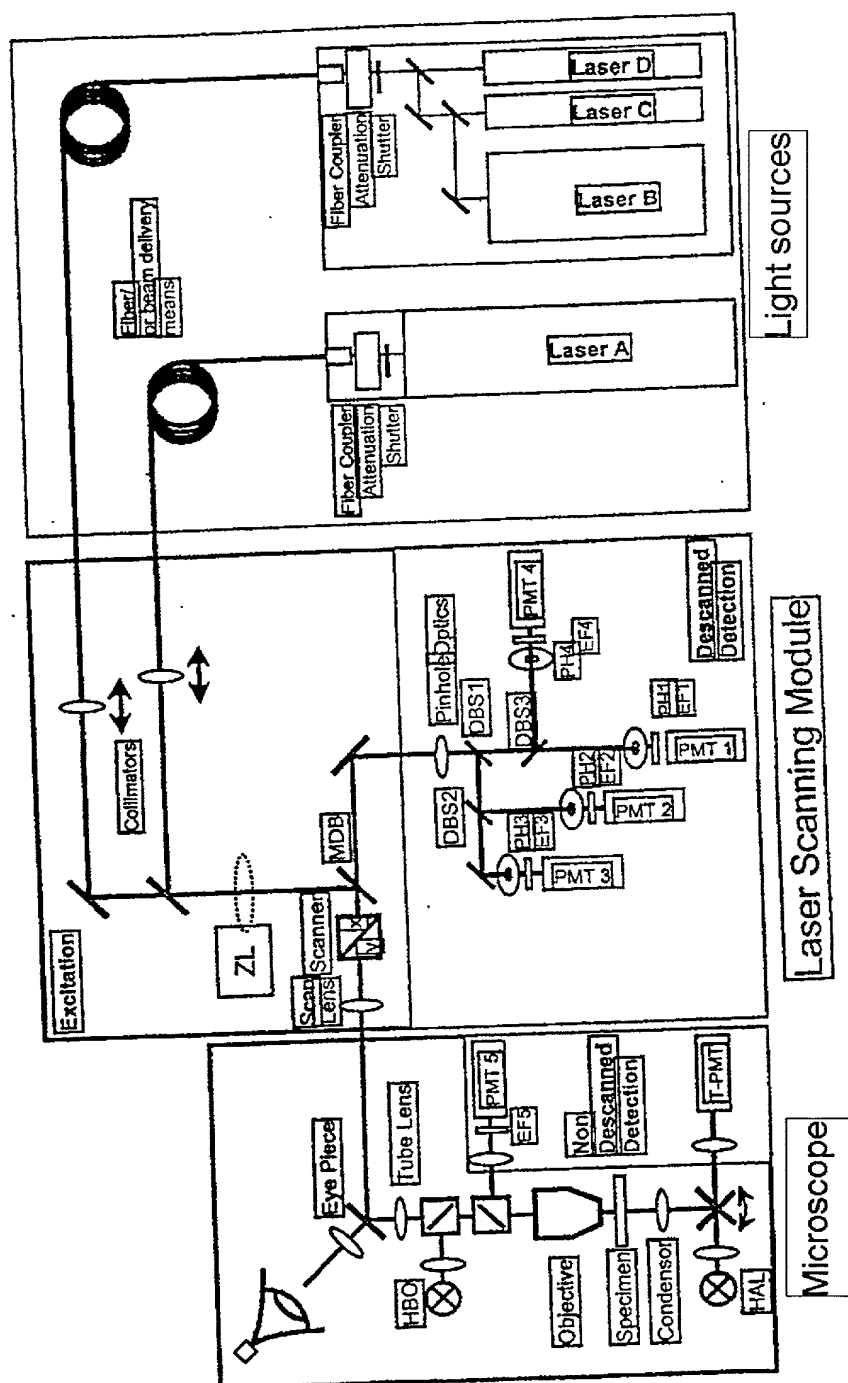 Light sources
Laser D
Laser C
Laser B
Fiber Coupler
Attenuation
Shutter
Fiber/
or beam delivery
means
Laser A
Fiber Coupler
Attenuation
Shutter
Laser Scanning Module
Excitation
Collimators
ZL
MDB
Scanner
X
Y
Scan
Lens
Pinhole Optics
DBS1
DBS2
DBS3
PMT 4
PH4
EF4
PH1
EF1
PMT 1
PH2
EF2
PMT 2
PH3
EF3
PMT 3
Descanned
Detection
Microscope
Eye Piece
Tube Lens
HBO
PMT 5
EF5
Non
Descanned
Detection
Objective
Specimen
Condensor
HAL
T-PMT